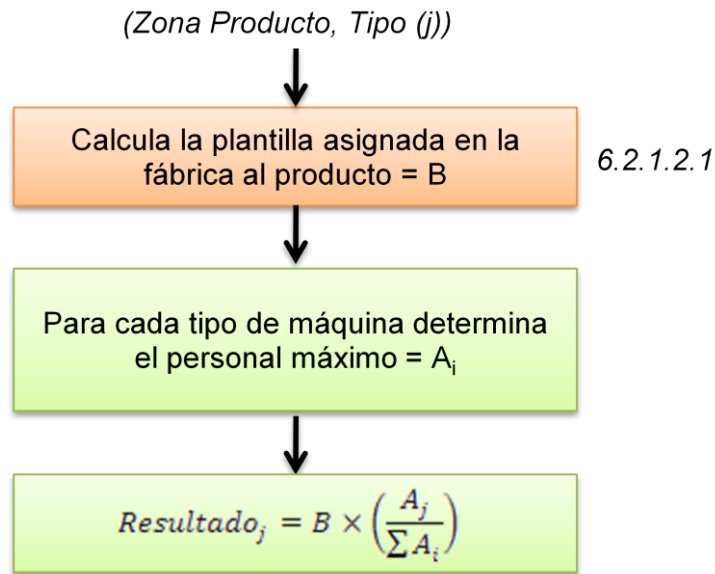 (Zona Producto, Tipo (j))
Calcula la plantilla asignada en la
fábrica al producto = B
6.2.1.2.1
Para cada tipo de máquina determina
el personal máximo = Aᵢ
Resultadoⱼ = B × (Aⱼ / ∑ Aᵢ)